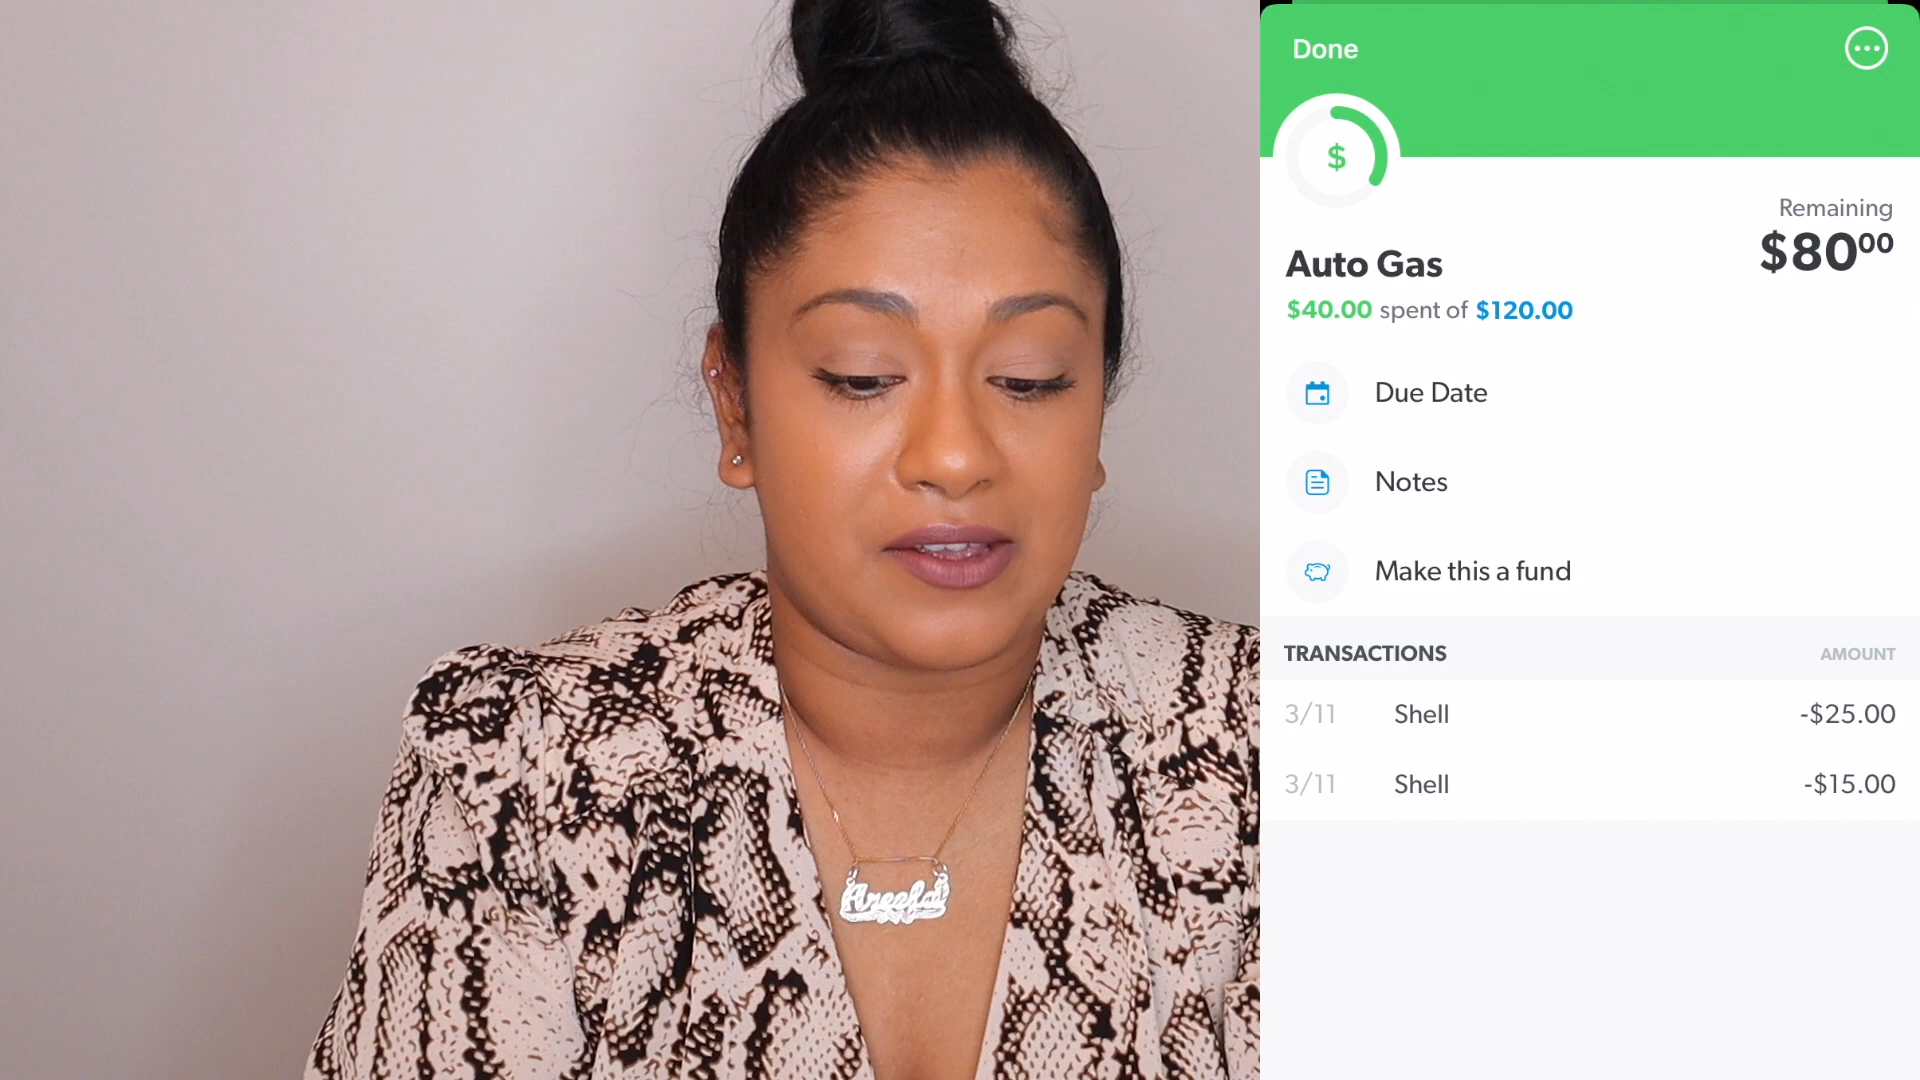 Done
$
Remaining
$80⁰⁰
Auto Gas
$40.00 spent of $120.00
Due Date
Notes
Make this a fund
TRANSACTIONS AMOUNT
3/11 Shell -$25.00
3/11 Shell -$15.00